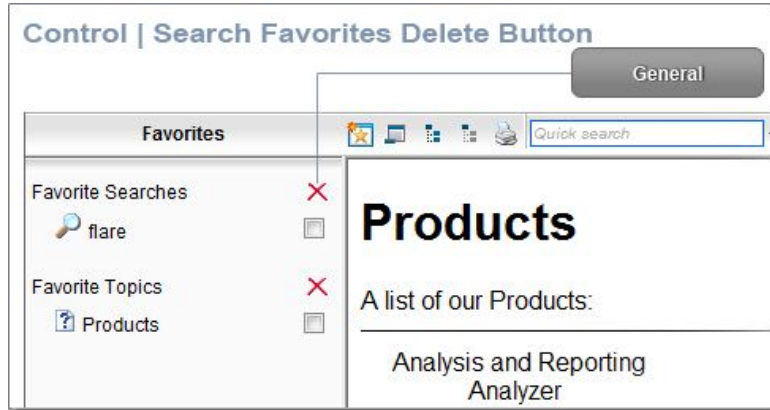 Control | Search Favorites Delete Button
General
Favorites
Quick search
Favorite Searches
flare
Favorite Topics
Products
Products
A list of our Products:
Analysis and Reporting
Analyzer